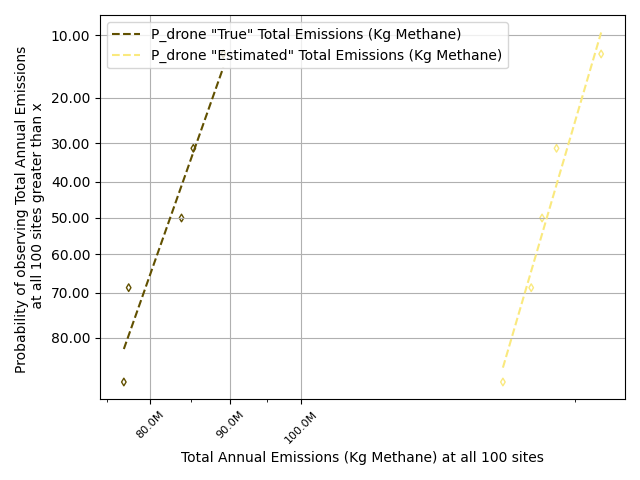 P_drone "True" Total Emissions (Kg Methane)
P_drone "Estimated" Total Emissions (Kg Methane)
Probability of observing Total Annual Emissions
at all 100 sites greater than x
10.00
20.00
30.00
40.00
50.00
60.00
70.00
80.00
80.0M
90.0M
100.0M
Total Annual Emissions (Kg Methane) at all 100 sites